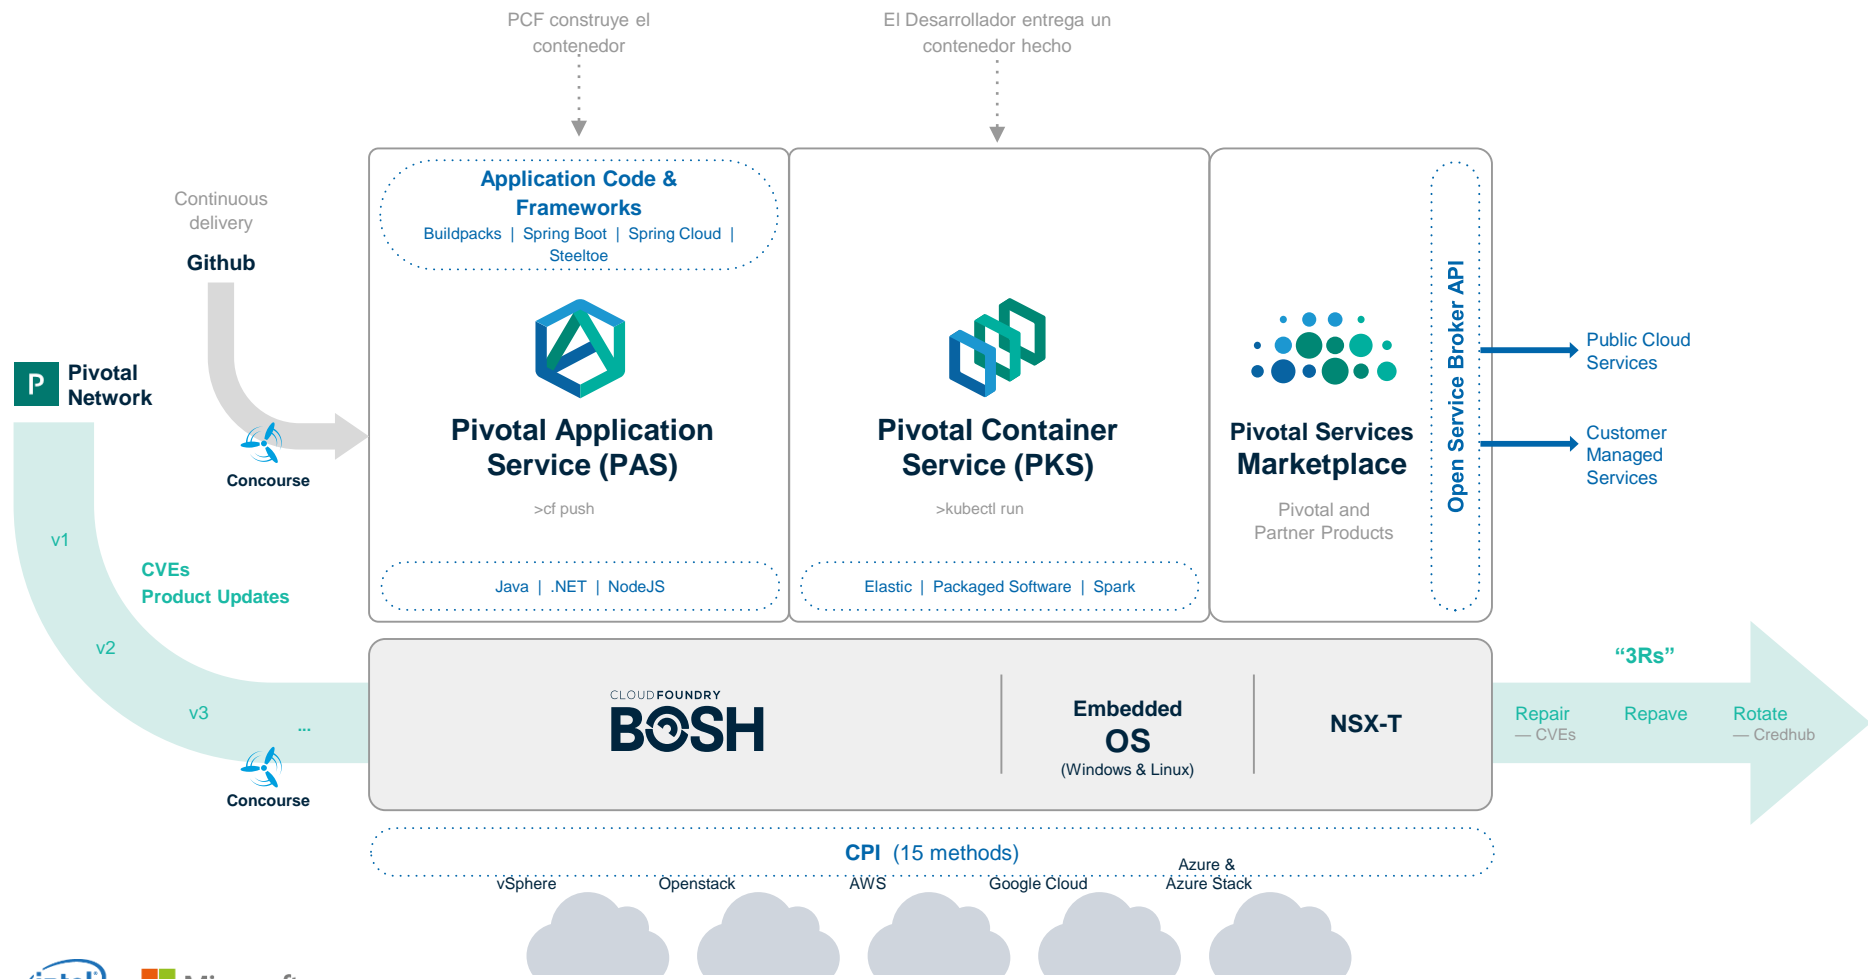 PCF construye el
contenedor
El Desarrollador entrega un
contenedor hecho
Continuous
delivery
Github
Concourse
P
Pivotal
Network
v1
v2
v3
...
CVEs
Product Updates
Concourse
Application Code &
Frameworks
Buildpacks | Spring Boot | Spring Cloud |
Steeltoe
Pivotal Application
Service (PAS)
>cf push
Java | .NET | NodeJS
Pivotal Container
Service (PKS)
>kubectl run
Elastic | Packaged Software | Spark
Pivotal Services
Marketplace
Pivotal and
Partner Products
Open Service Broker API
Public Cloud
Services
Customer
Managed
Services
CLOUDFOUNDRY
BOSH
Embedded
OS
(Windows & Linux)
NSX-T
“3Rs”
Repair
— CVEs
Repave
Rotate
— Credhub
CPI (15 methods)
vSphere
Openstack
AWS
Google Cloud
Azure &
Azure Stack
(intel)
Microsoft